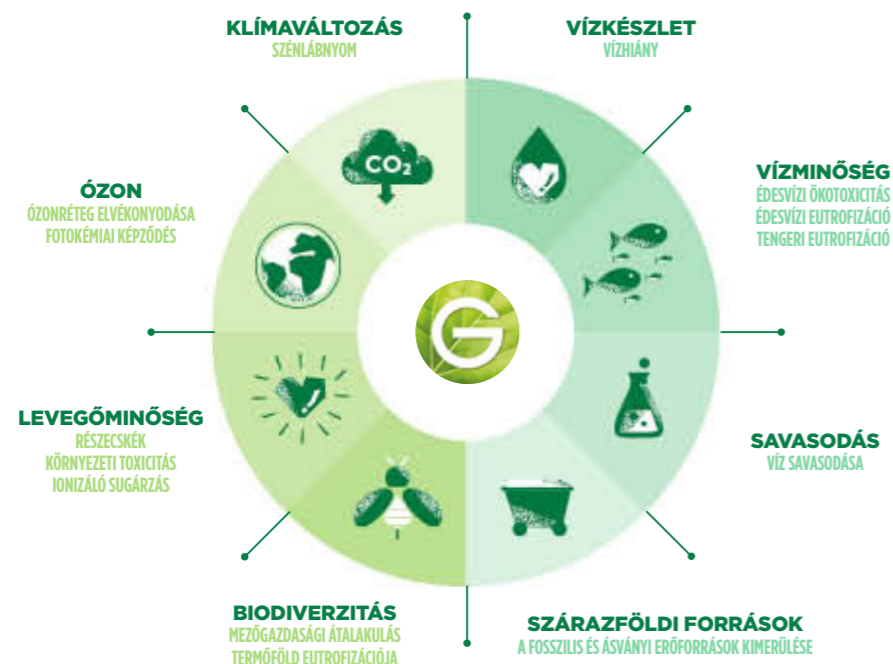 KLÍMAVÁLTOZÁS
SZÉNLÁBNYOM
VÍZKÉSZLET
VÍZHIÁNY
CO₂
ÓZON
ÓZONRÉTEG ELVÉKONYODÁSA
FOTOKÉMIAI KÉPZŐDÉS
VÍZMINŐSÉG
ÉDESVÍZI ÖKOTOXICITÁS
ÉDESVÍZI EUTROFIZÁCIÓ
TENGERI EUTROFIZÁCIÓ
G
LEVEGŐMINŐSÉG
RÉSZECSKÉK
KÖRNYEZETI TOXICITÁS
IONIZÁLÓ SUGÁRZÁS
SAVASODÁS
VÍZ SAVASODÁSA
BIODIVERZITÁS
MEZŐGAZDASÁGI ÁTALAKULÁS
TERMŐFÖLD EUTROFIZÁCIÓJA
SZÁRAZFÖLDI FORRÁSOK
A FOSSZILIS ÉS ÁSVÁNYI ERŐFORRÁSOK KIMERÜLÉSE